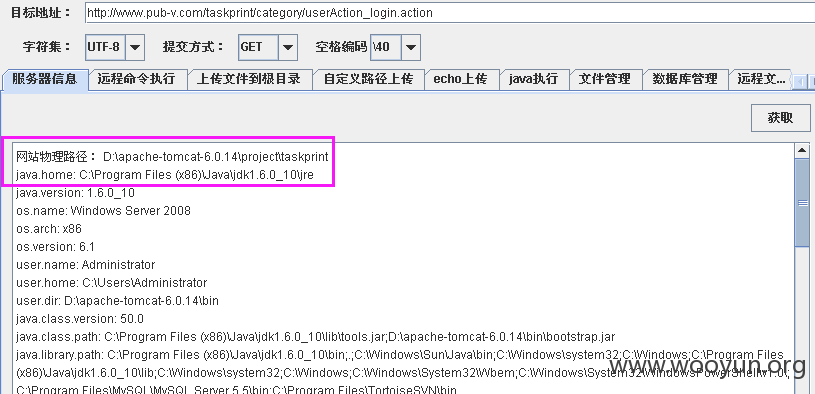 目标地址： http://www.pub-v.com/taskprint/category/userAction_login.action
字符集： UTF-8 提交方式： GET 空格编码 \40
服务器信息 远程命令执行 上传文件到根目录 自定义路径上传 echo上传 java执行 文件管理 数据库管理 远程文...
获取
网站物理路径： D:\apache-tomcat-6.0.14\project\taskprint
java.home: C:\Program Files (x86)\Java\jdk1.6.0_10\jre
java.version: 1.6.0_10
os.name: Windows Server 2008
os.arch: x86
os.version: 6.1
user.name: Administrator
user.home: C:\Users\Administrator
user.dir: D:\apache-tomcat-6.0.14\bin
java.class.version: 50.0
java.class.path: C:\Program Files (x86)\Java\jdk1.6.0_10\lib\tools.jar;D:\apache-tomcat-6.0.14\bin\bootstrap.jar
java.library.path: C:\Program Files (x86)\Java\jdk1.6.0_10\bin;.;C:\Windows\Sun\Java\bin;C:\Windows\system32;C:\Windows;C:\Program Files
(x86)\Java\jdk1.6.0_10\lib;C:\Windows\system32;C:\Windows;C:\Windows\System32\Wbem;C:\Windows\System32\WindowsPowerShell\v1.0\;
C:\Program Files\MySQL\MySQL Server 5.5\bin;C:\Program Files\TortoiseSVN\bin
www.wooyun.org